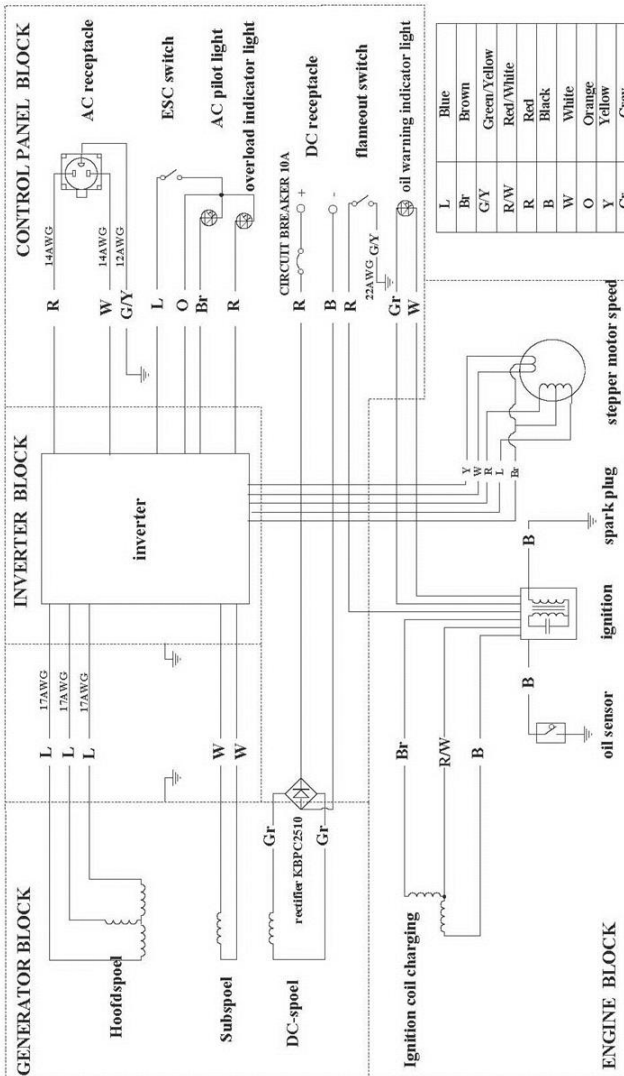 GENERATOR BLOCK
Hoofdspoel
L 17AWG
L 17AWG
L 17AWG
Subspoel
W
W
DC-spoel
Gr
rectifier KBPC2510
Gr
INVERTER BLOCK
inverter
CONTROL PANEL BLOCK
AC receptacle
R 14AWG
W 14AWG
G/Y 12AWG
ESC switch
L
O
AC pilot light
Br
overload indicator light
R
CIRCUIT BREAKER 10A
DC receptacle
R
+
B
-
flameout switch
R
22AWG G/Y
oil warning indicator light
Gr
W
ENGINE BLOCK
Ignition coil charging
Br
R/W
B
oil sensor
B
ignition
B
spark plug
stepper motor speed
Y
W
R
L
Br
L Blue
Br Brown
G/Y Green/Yellow
R/W Red/White
R Red
B Black
W White
O Orange
Y Yellow